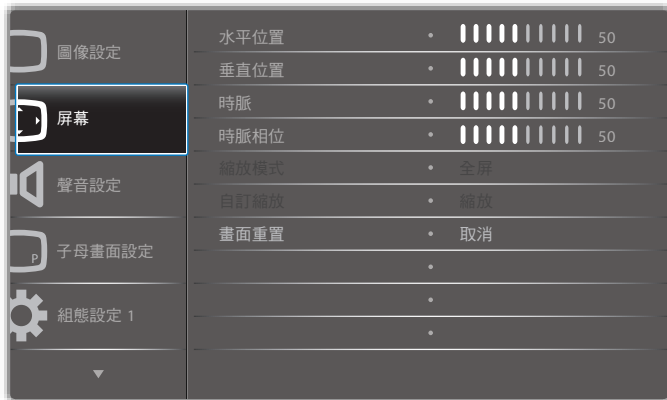 圖像設定
屏幕
聲音設定
P
子母畫面設定
組態設定 1
水平位置 • 50
垂直位置 • 50
時脈 • 50
時脈相位 • 50
縮放模式 • 全屏
自訂縮放 • 縮放
畫面重置 • 取消
•
•
•